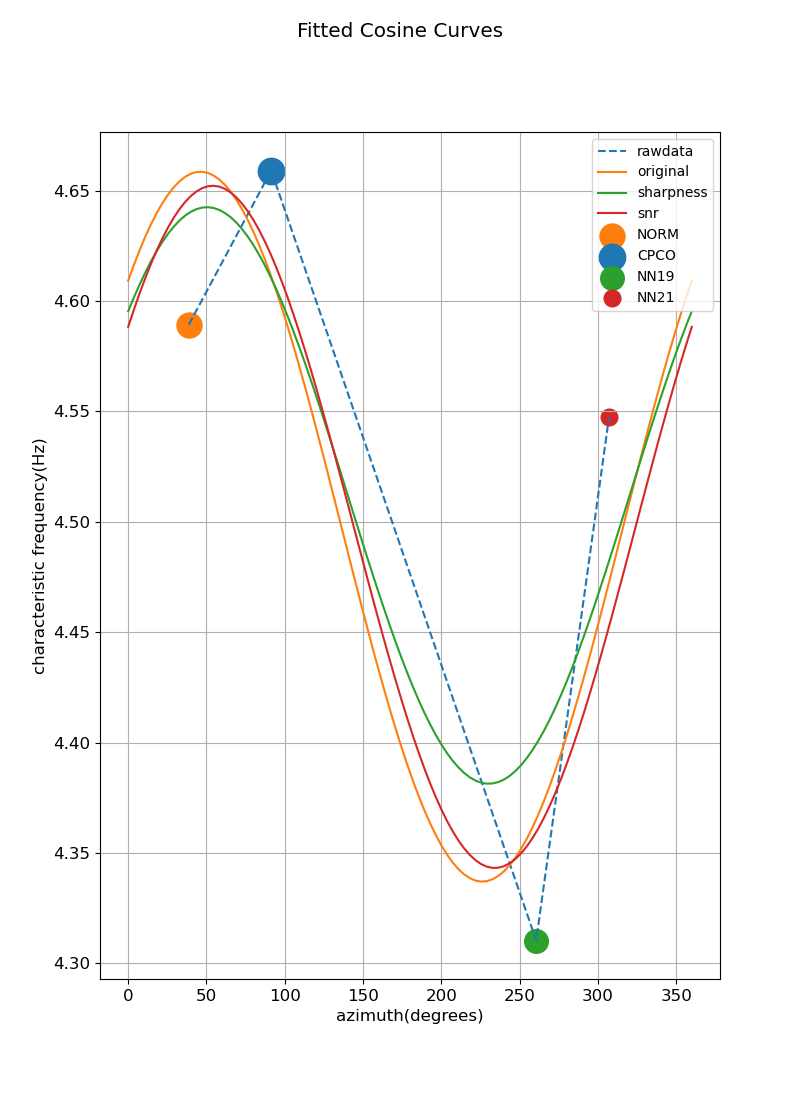 Fitted Cosine Curves
rawdata
original
sharpness
snr
NORM
CPCO
NN19
NN21
4.65
4.60
4.55
4.50
4.45
4.40
4.35
4.30
characteristic frequency(Hz)
0 50 100 150 200 250 300 350
azimuth(degrees)